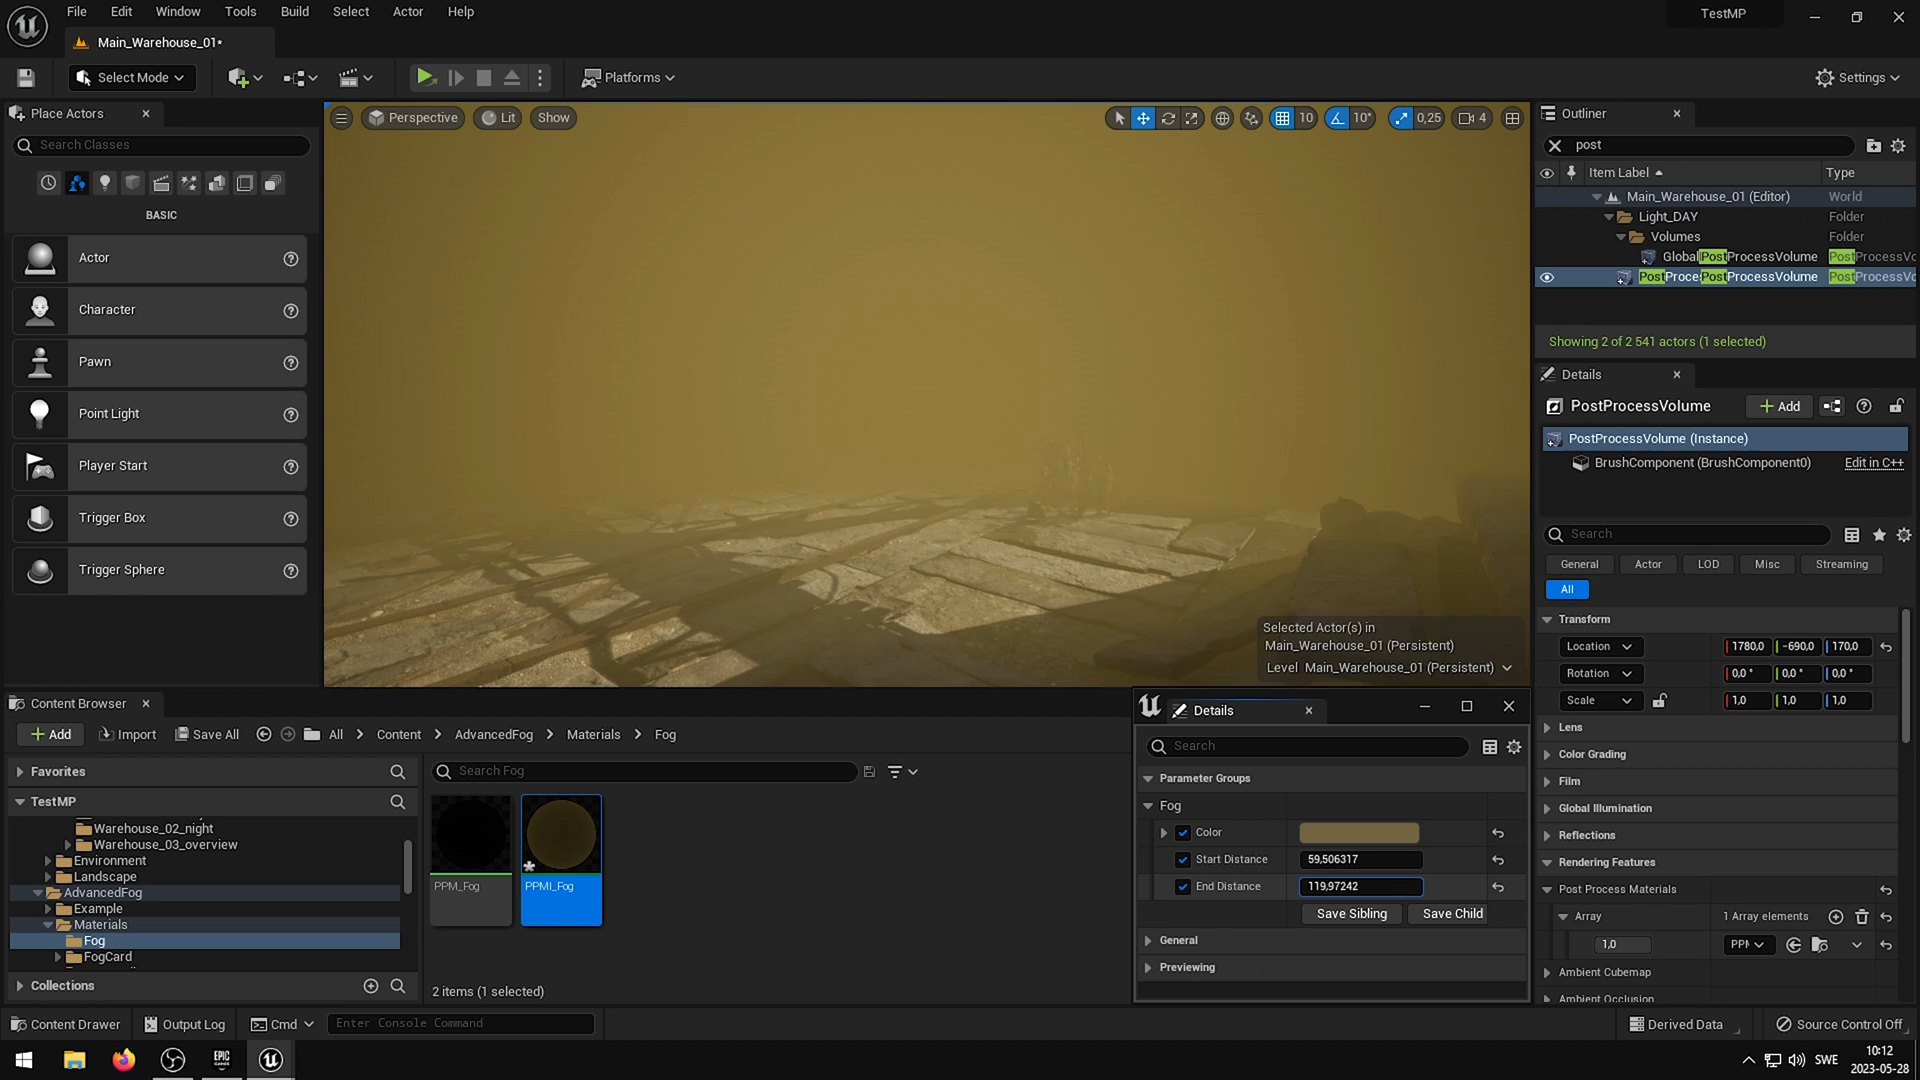 File Edit Window Tools Build Select Actor Help
TestMP
Main_Warehouse_01*
Select Mode
Platforms
Settings
Place Actors
Search Classes
BASIC
Actor
Character
Pawn
Point Light
Player Start
Trigger Box
Trigger Sphere
Perspective Lit Show
10 10° 0,25 4
Selected Actor(s) in
Main_Warehouse_01 (Persistent)
Level Main_Warehouse_01 (Persistent)
Outliner
post
Item Label Type
Main_Warehouse_01 (Editor) World
Light_DAY Folder
Volumes Folder
GlobalPostProcessVolume PostProcessVo
PostProcePostProcessVolume PostProcessVo
Showing 2 of 2 541 actors (1 selected)
Details
PostProcessVolume
Add
PostProcessVolume (Instance)
BrushComponent (BrushComponent0) Edit in C++
Search
General Actor LOD Misc Streaming
All
Transform
Location 1780,0 -690,0 170,0
Rotation 0,0 ° 0,0 ° 0,0 °
Scale 1,0 1,0 1,0
Lens
Color Grading
Film
Global Illumination
Reflections
Rendering Features
Post Process Materials
Array 1 Array elements
1,0 PPM
Ambient Cubemap
Ambient Occlusion
Content Browser
Add Import Save All All Content AdvancedFog Materials Fog
Favorites
TestMP
Warehouse_02_night
Warehouse_03_overview
Environment
Landscape
AdvancedFog
Example
Materials
Fog
FogCard
Collections
Search Fog
PPM_Fog
PPMI_Fog
2 items (1 selected)
Details
Search
Parameter Groups
Fog
Color
Start Distance 59,506317
End Distance 119,97242
Save Sibling Save Child
General
Previewing
Content Drawer Output Log Cmd Enter Console Command
Derived Data Source Control Off
EPIC
GAMES
SWE
10:12
2023-05-28